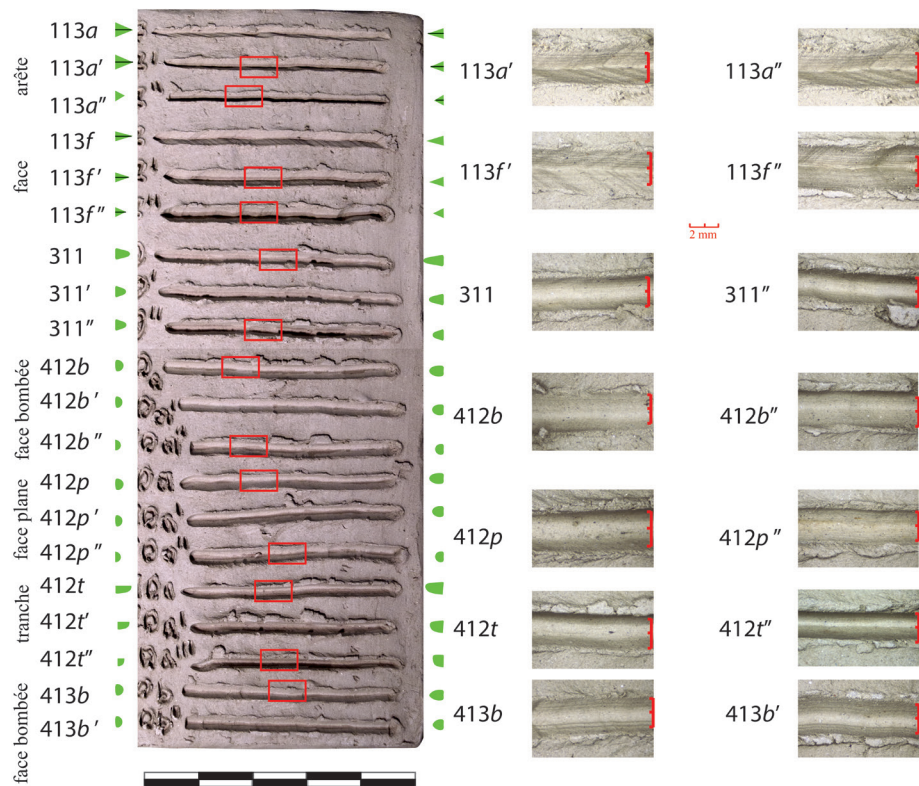 arête
113a
113a′
113a″
face
113f
113f′
113f″
311
311′
311″
face bombée
412b
412b′
412b″
face plane
412p
412p′
412p″
tranche
412t
412t′
412t″
face bombée
413b
413b′
113a′
113a″
113f′
113f″
2 mm
311
311″
412b
412b″
412p
412p″
412t
412t″
413b
413b′